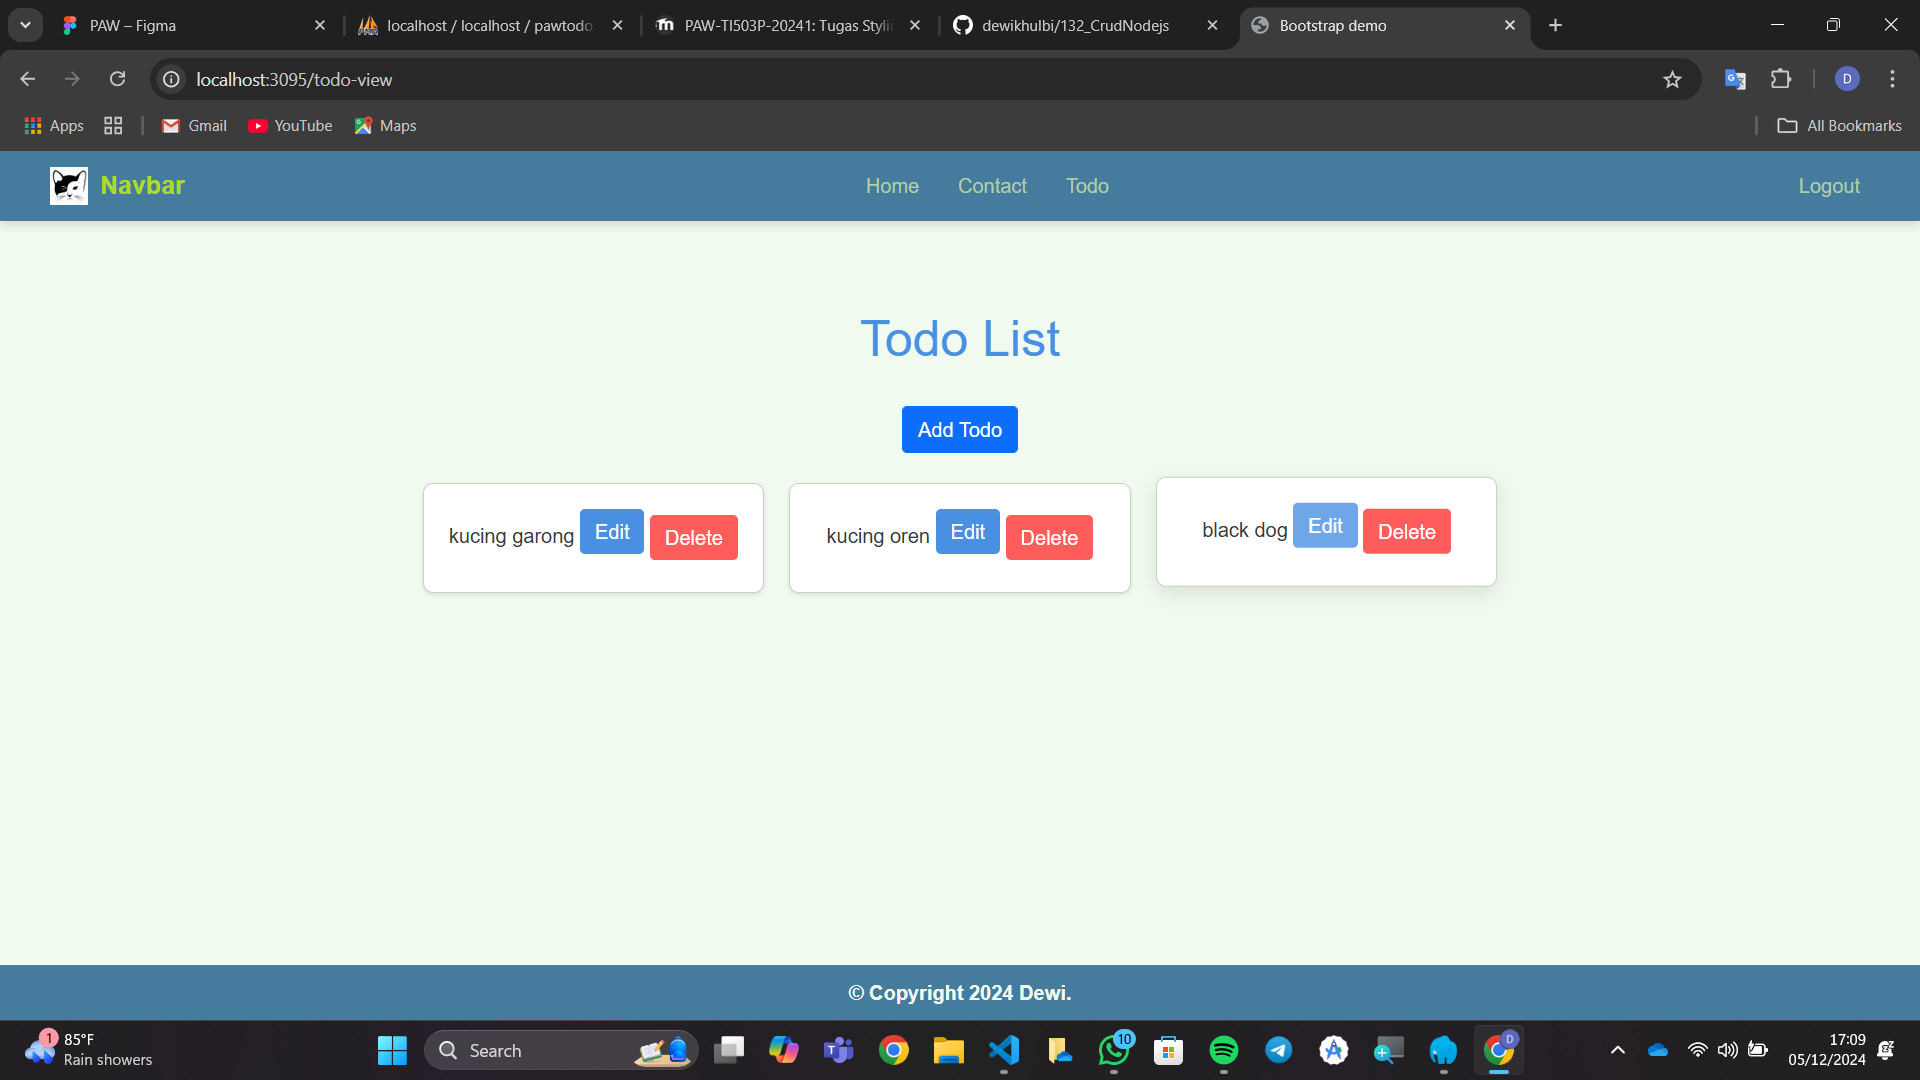 PAW – Figma
localhost / localhost / pawtodo
PAW-TI503P-20241: Tugas Styli
dewikhulbi/132_CrudNodejs
Bootstrap demo
localhost:3095/todo-view
D
Apps
Gmail
YouTube
Maps
All Bookmarks
Navbar
Home
Contact
Todo
Logout
Todo List
Add Todo
kucing garong Edit Delete
kucing oren Edit Delete
black dog Edit Delete
© Copyright 2024 Dewi.
1
85°F
Rain showers
Search
10
D
17:09
05/12/2024